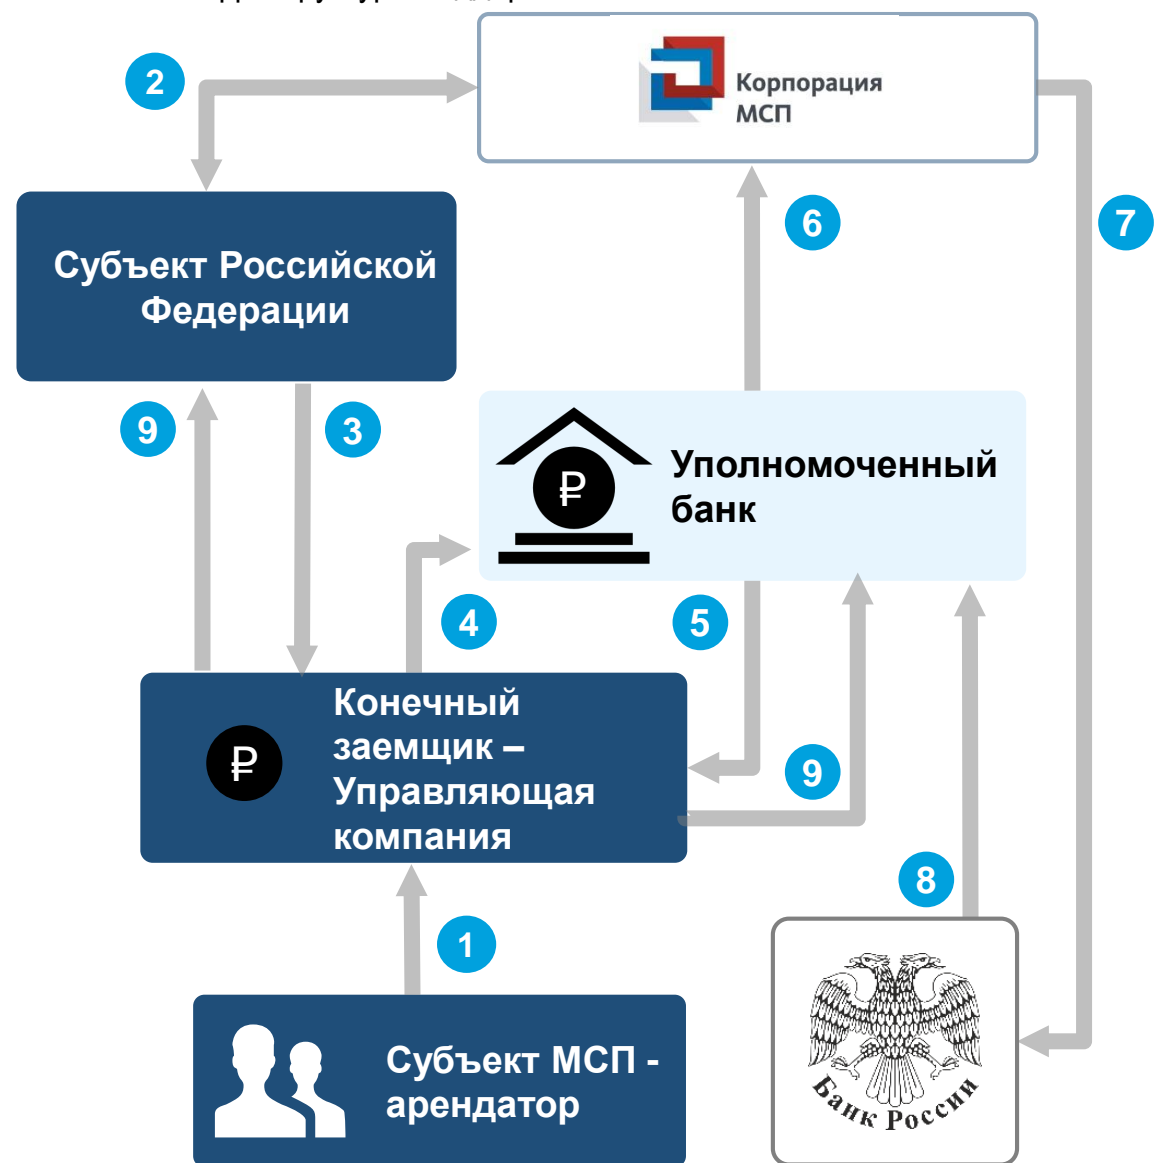 2
Корпорация
МСП
6
7
Субъект Российской
Федерации
9
3
Уполномоченный
банк
₽
4
5
Конечный
заемщик –
Управляющая
компания
₽
9
8
1
Субъект МСП -
арендатор
Банк России